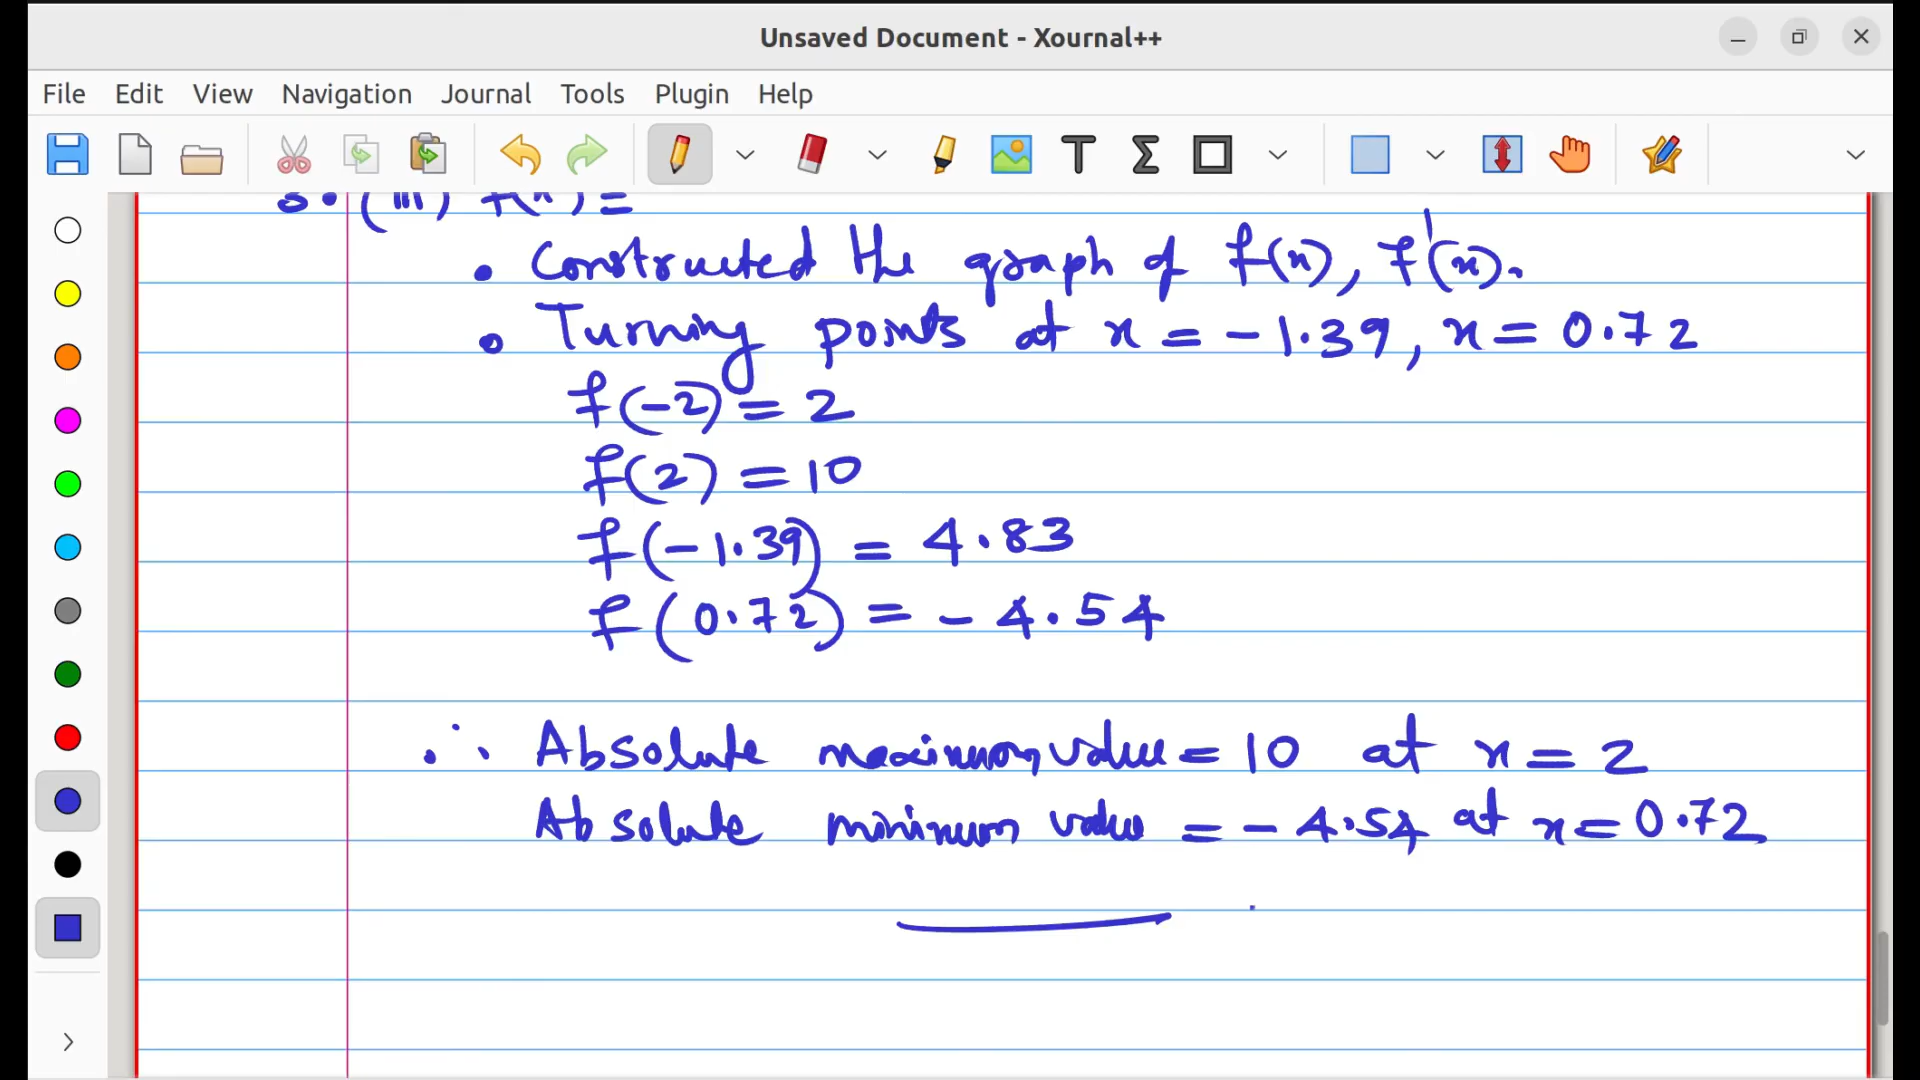 Unsaved Document - Xournal++
File Edit View Navigation Journal Tools Plugin Help
3. (iii) f(x) =
• Constructed the graph of f(x), f'(x).
• Turning points at x = -1.39, x = 0.72
f(-2) = 2
f(2) = 10
f(-1.39) = 4.83
f(0.72) = -4.54
∴ Absolute maximum value = 10 at x = 2
Absolute minimum value = -4.54 at x = 0.72